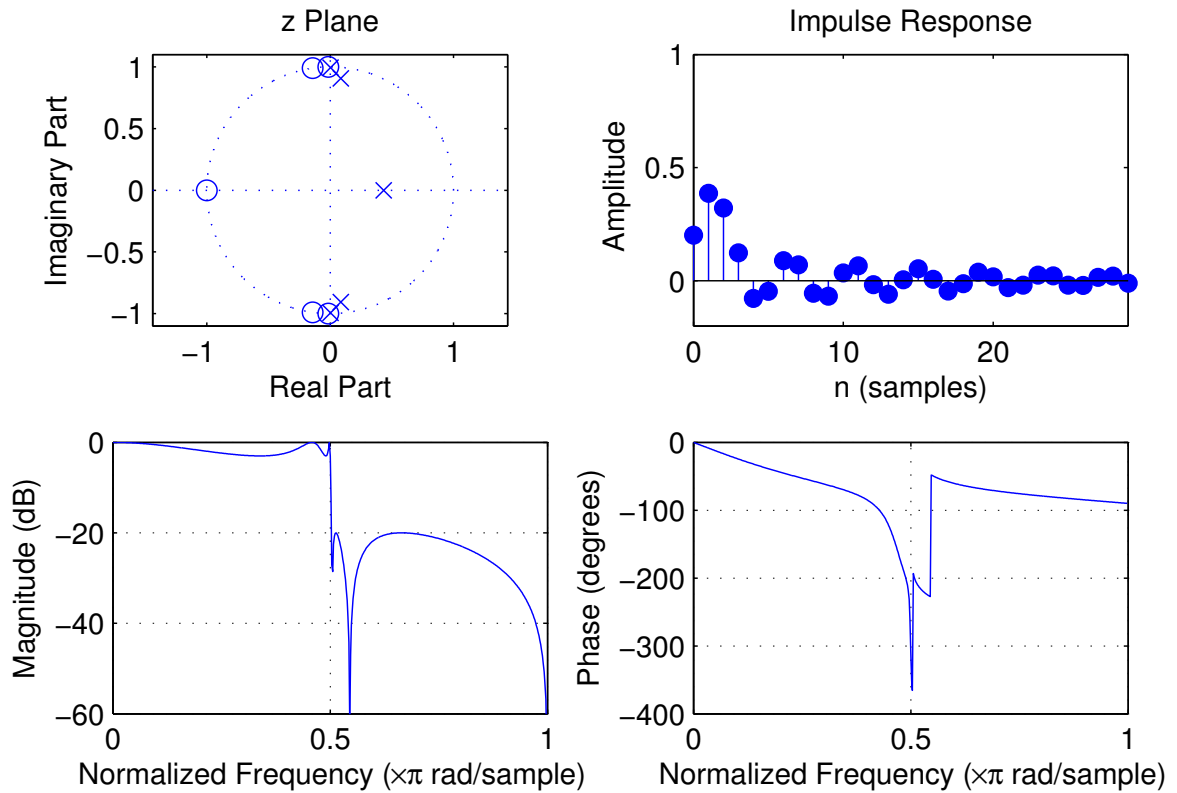 z Plane
Imaginary Part
1
0.5
0
−0.5
−1
−1 0 1
Real Part
Impulse Response
Amplitude
1
0.5
0
0 10 20
n (samples)
Magnitude (dB)
0
−20
−40
−60
0 0.5 1
Normalized Frequency (×π rad/sample)
Phase (degrees)
0
−100
−200
−300
−400
0 0.5 1
Normalized Frequency (×π rad/sample)